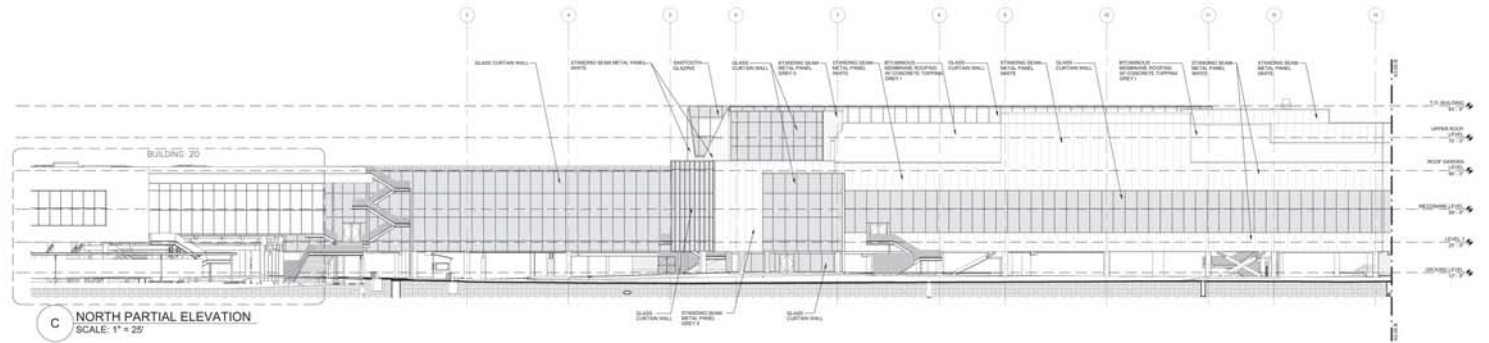 GLASS CURTAIN WALL
STANDING SEAM METAL PANEL
WHITE
SAWTOOTH
GLAZING
GLASS
CURTAIN WALL
STANDING SEAM
METAL PANEL
GREY II
STANDING SEAM
METAL PANEL
WHITE
BITUMINOUS
MEMBRANE ROOFING
W/ CONCRETE TOPPING
GREY I
GLASS
CURTAIN WALL
STANDING SEAM
METAL PANEL
WHITE
GLASS
CURTAIN WALL
BITUMINOUS
MEMBRANE ROOFING
W/ CONCRETE TOPPING
GREY I
STANDING SEAM
METAL PANEL
WHITE
STANDING SEAM
METAL PANEL
WHITE
T.O. BUILDING
UPPER ROOF
LEVEL
ROOF GARDEN
LEVEL
MEZZANINE LEVEL
LEVEL
GROUND LEVEL
BUILDING 20
GLASS
CURTAIN WALL
STANDING SEAM
METAL PANEL
GREY II
GLASS
CURTAIN WALL
C
NORTH PARTIAL ELEVATION
SCALE: 1" = 25'